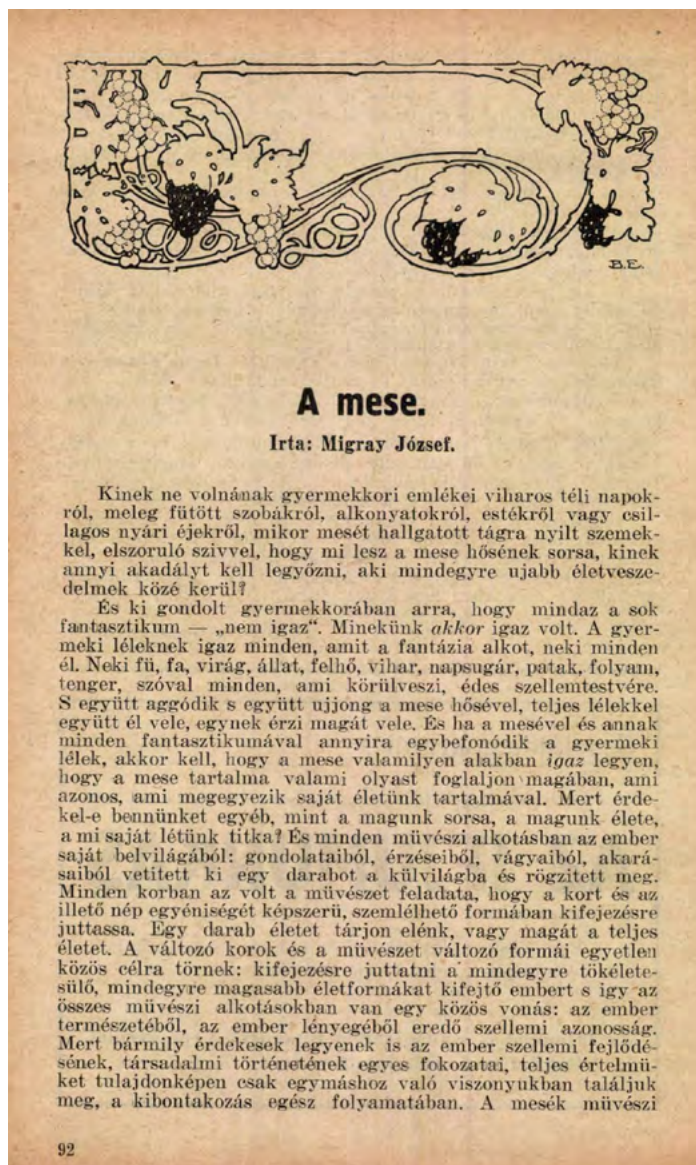 B.E.
A mese.
Irta: Migray József.
Kinek ne volnának gyermekkori emlékei viharos téli napok-
ról, meleg fütött szobákról, alkonyatokról, estékről vagy csil-
lagos nyári éjekről, mikor mesét hallgatott tágra nyilt szemek-
kel, elszoruló szivvel, hogy mi lesz a mese hősének sorsa, kinek
annyi akadályt kell legyőzni, aki mindegyre ujabb életvesze-
delmek közé kerül?
És ki gondolt gyermekkorában arra, hogy mindaz a sok
fantasztikum — „nem igaz“. Minekünk akkor igaz volt. A gyer-
meki léleknek igaz minden, amit a fantázia alkot, neki minden
él. Neki fü, fa, virág, állat, felhő, vihar, napsugár, patak, folyam,
tenger, szóval minden, ami körülveszi, édes szellemtestvére.
S együtt aggódik s együtt ujjong a mese hősével, teljes lélekkel
együtt él vele, egynek érzi magát vele. És ha a mesével és annak
minden fantasztikumával annyira egybefonódik a gyermeki
lélek, akkor kell, hogy a mese valamilyen alakban igaz legyen,
hogy a mese tartalma valami olyast foglaljon magában, ami
azonos, ami megegyezik saját életünk tartalmával. Mert érde-
kel-e bennünket egyéb, mint a magunk sorsa, a magunk élete,
a mi saját létünk titka? És minden müvészi alkotásban az ember
saját belvilágából: gondolataiból, érzéseiből, vágyaiból, akará-
saiból vetitett ki egy darabot a külvilágba és rögzitett meg.
Minden korban az volt a müvészet feladata, hogy a kort és az
illető nép egyéniségét képszerü, szemlélhető formában kifejezésre
juttassa. Egy darab életet tárjon elénk, vagy magát a teljes
életet. A változó korok és a müvészet változó formái egyetlen
közös célra törnek: kifejezésre juttatni a mindegyre tökélete-
sülő, mindegyre magasabb életformákat kifejtő embert s igy az
összes müvészi alkotásokban van egy közös vonás: az ember
természetéből, az ember lényegéből eredő szellemi azonosság.
Mert bármily érdekesek legyenek is az ember szellemi fejlődé-
sének, társadalmi történetének egyes fokozatai, teljes értelmü-
ket tulajdonképen csak egymáshoz való viszonyukban találjuk
meg, a kibontakozás egész folyamatában. A mesék müvészi
92